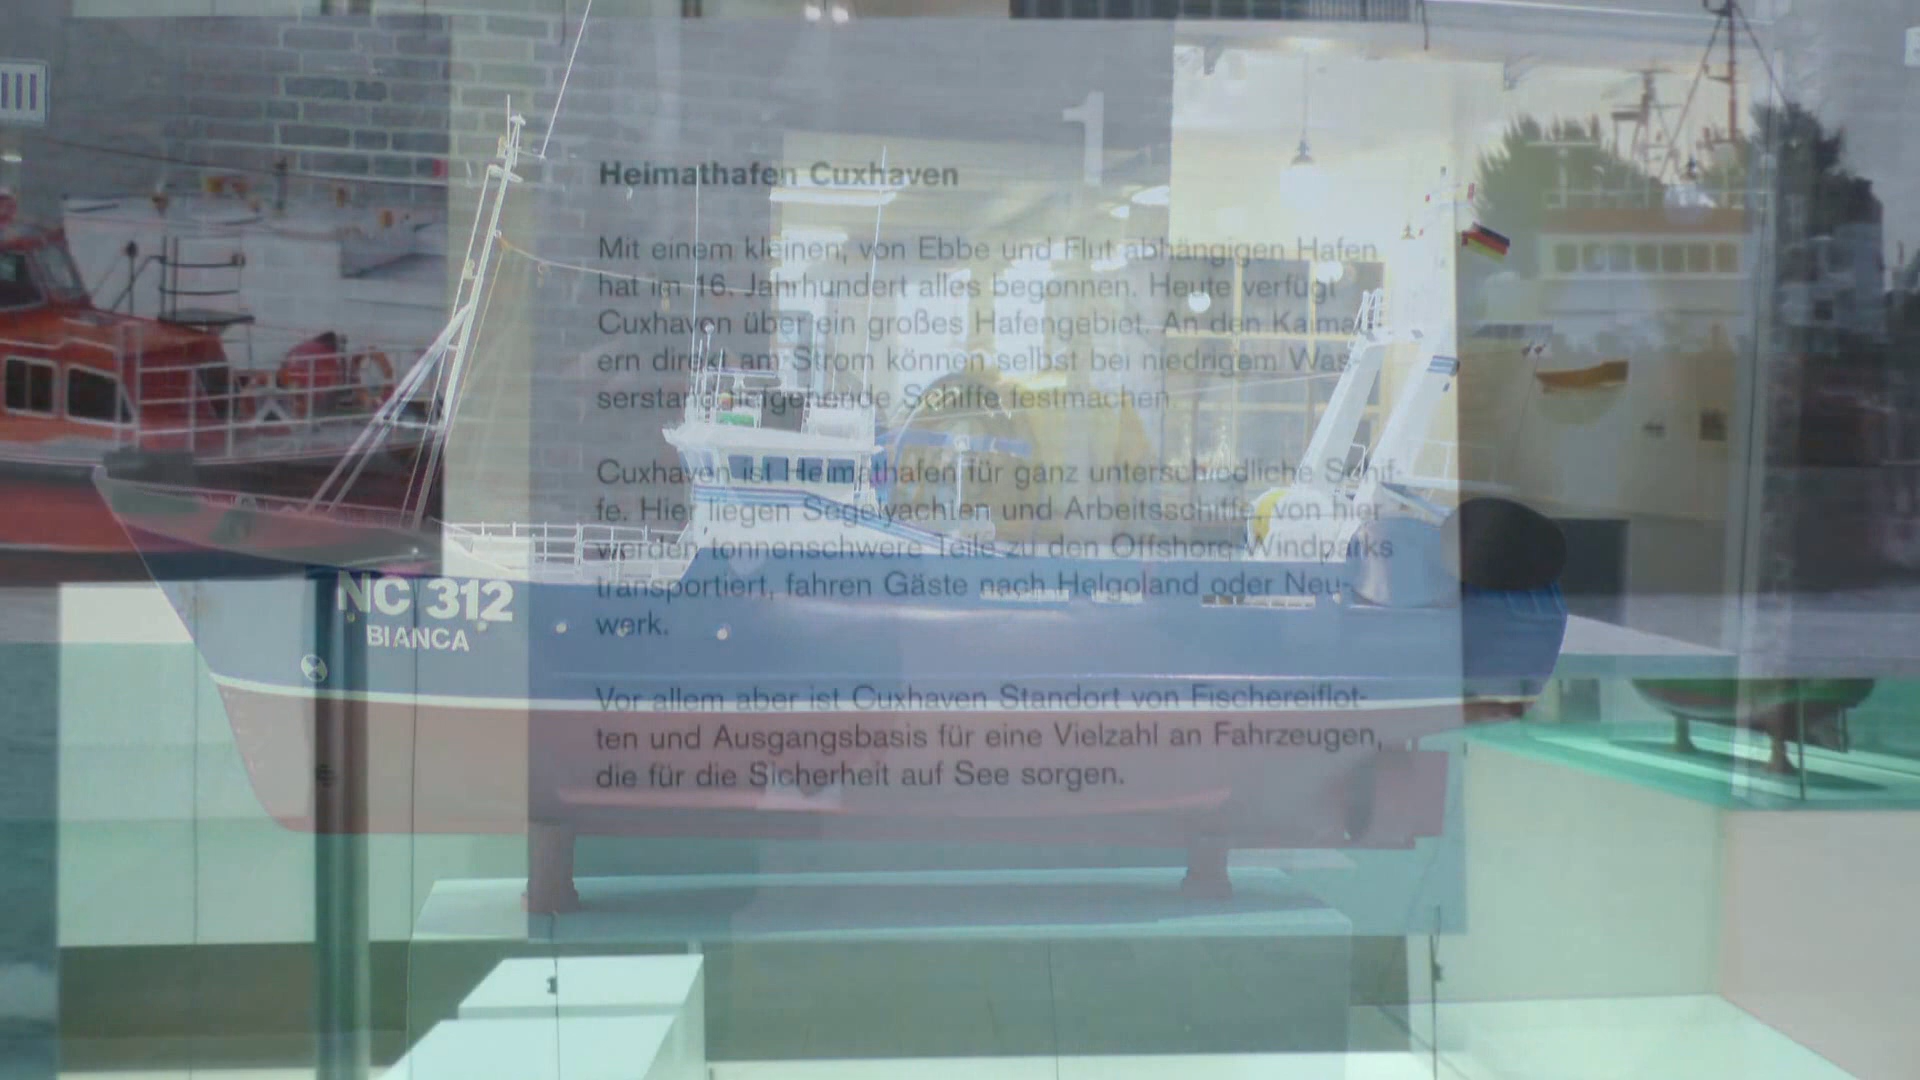 Heimathafen Cuxhaven
Mit einem kleinen, von Ebbe und Flut abhängigen Hafen
hat im 16. Jahrhundert alles begonnen. Heute verfügt
Cuxhaven über ein großes Hafengebiet. An den Kaimau-
ern direkt am Strom können selbst bei niedrigem Was-
serstand tiefgehende Schiffe festmachen.
Cuxhaven ist Heimathafen für ganz unterschiedliche Schif-
fe. Hier liegen Segelyachten und Arbeitsschiffe, von hier
werden tonnenschwere Teile zu den Offshore-Windparks
transportiert, fahren Gäste nach Helgoland oder Neu-
werk.
Vor allem aber ist Cuxhaven Standort von Fischereiflot-
ten und Ausgangsbasis für eine Vielzahl an Fahrzeugen,
die für die Sicherheit auf See sorgen.
NC 312
BIANCA
1